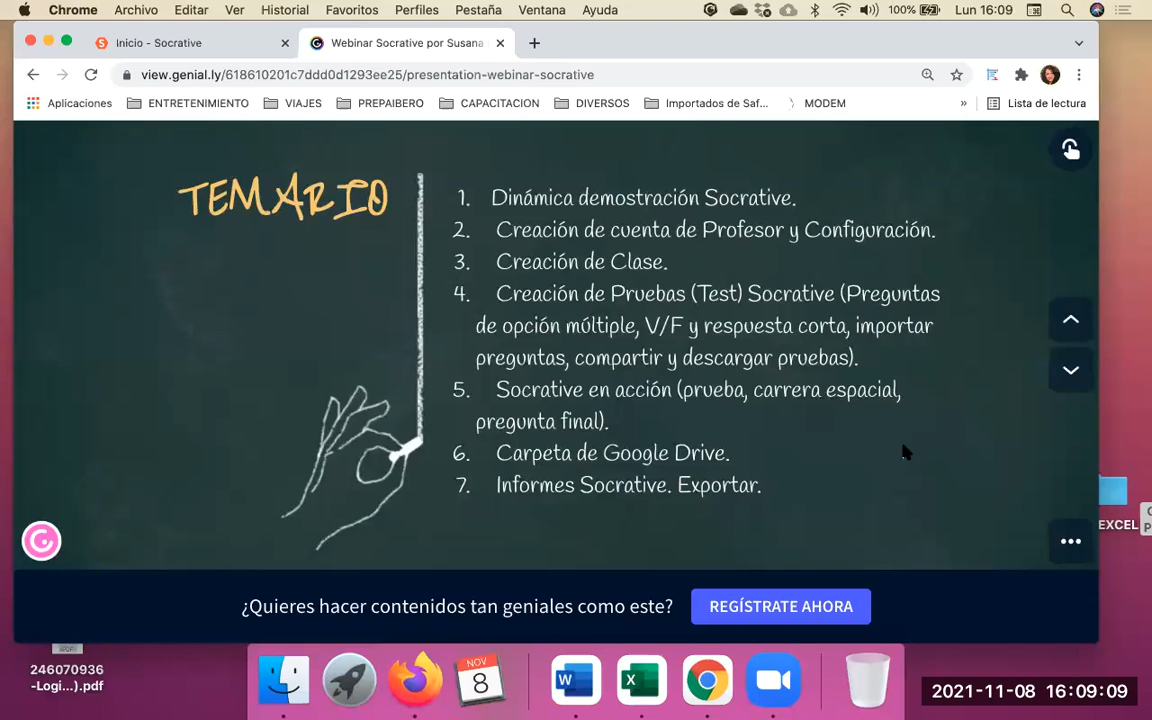 Chrome Archivo Editar Ver Historial Favoritos Perfiles Pestaña Ventana Ayuda 100% Lun 16:09
Inicio - Socrative Webinar Socrative por Susana
view.genial.ly/618610201c7ddd0d1293ee25/presentation-webinar-socrative
Aplicaciones ENTRETENIMIENTO VIAJES PREPAIBERO CAPACITACION DIVERSOS Importados de Saf... MODEM » Lista de lectura
TEMARIO
1. Dinámica demostración Socrative.
2. Creación de cuenta de Profesor y Configuración.
3. Creación de Clase.
4. Creación de Pruebas (Test) Socrative (Preguntas
de opción múltiple, V/F y respuesta corta, importar
preguntas, compartir y descargar pruebas).
5. Socrative en acción (prueba, carrera espacial,
pregunta final).
6. Carpeta de Google Drive.
7. Informes Socrative. Exportar.
EXCEL
¿Quieres hacer contenidos tan geniales como este? REGÍSTRATE AHORA
246070936
-Logi...).pdf
NOV
8
2021-11-08 16:09:09